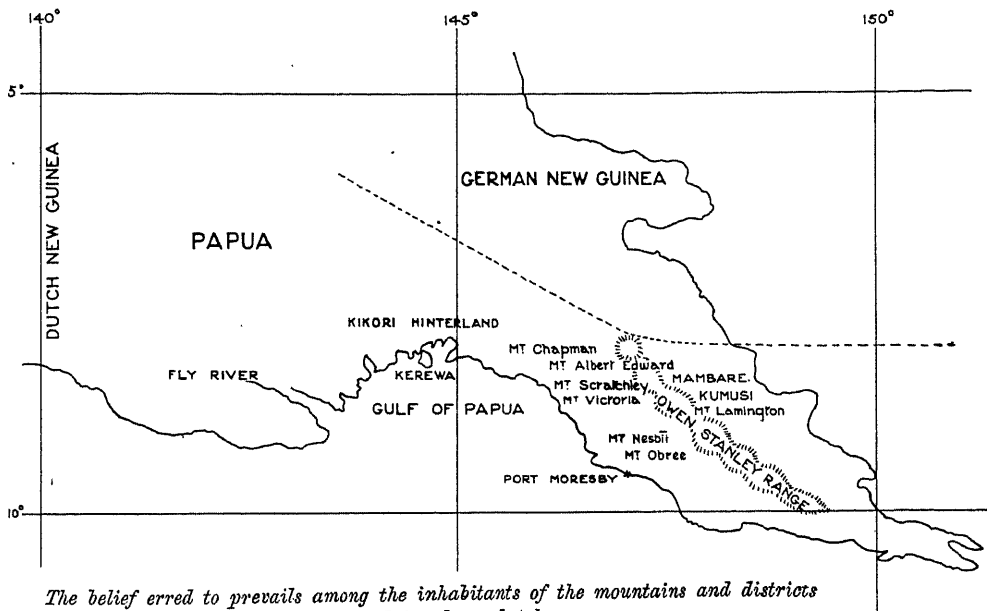 140°
145°
150°
5°
DUTCH NEW GUINEA
GERMAN NEW GUINEA
PAPUA
KIKORI HINTERLAND
MT Chapman
MT Albert Edward
FLY RIVER
KEREWA
MT Scratchley
MAMBARE.
MT Victoria
KUMUSI
GULF OF PAPUA
MT Lamington
OWEN STANLEY RANGE
MT Nesbit
MT Obree
PORT MORESBY
10°
The belief erred to prevails among the inhabitants of the mountains and districts